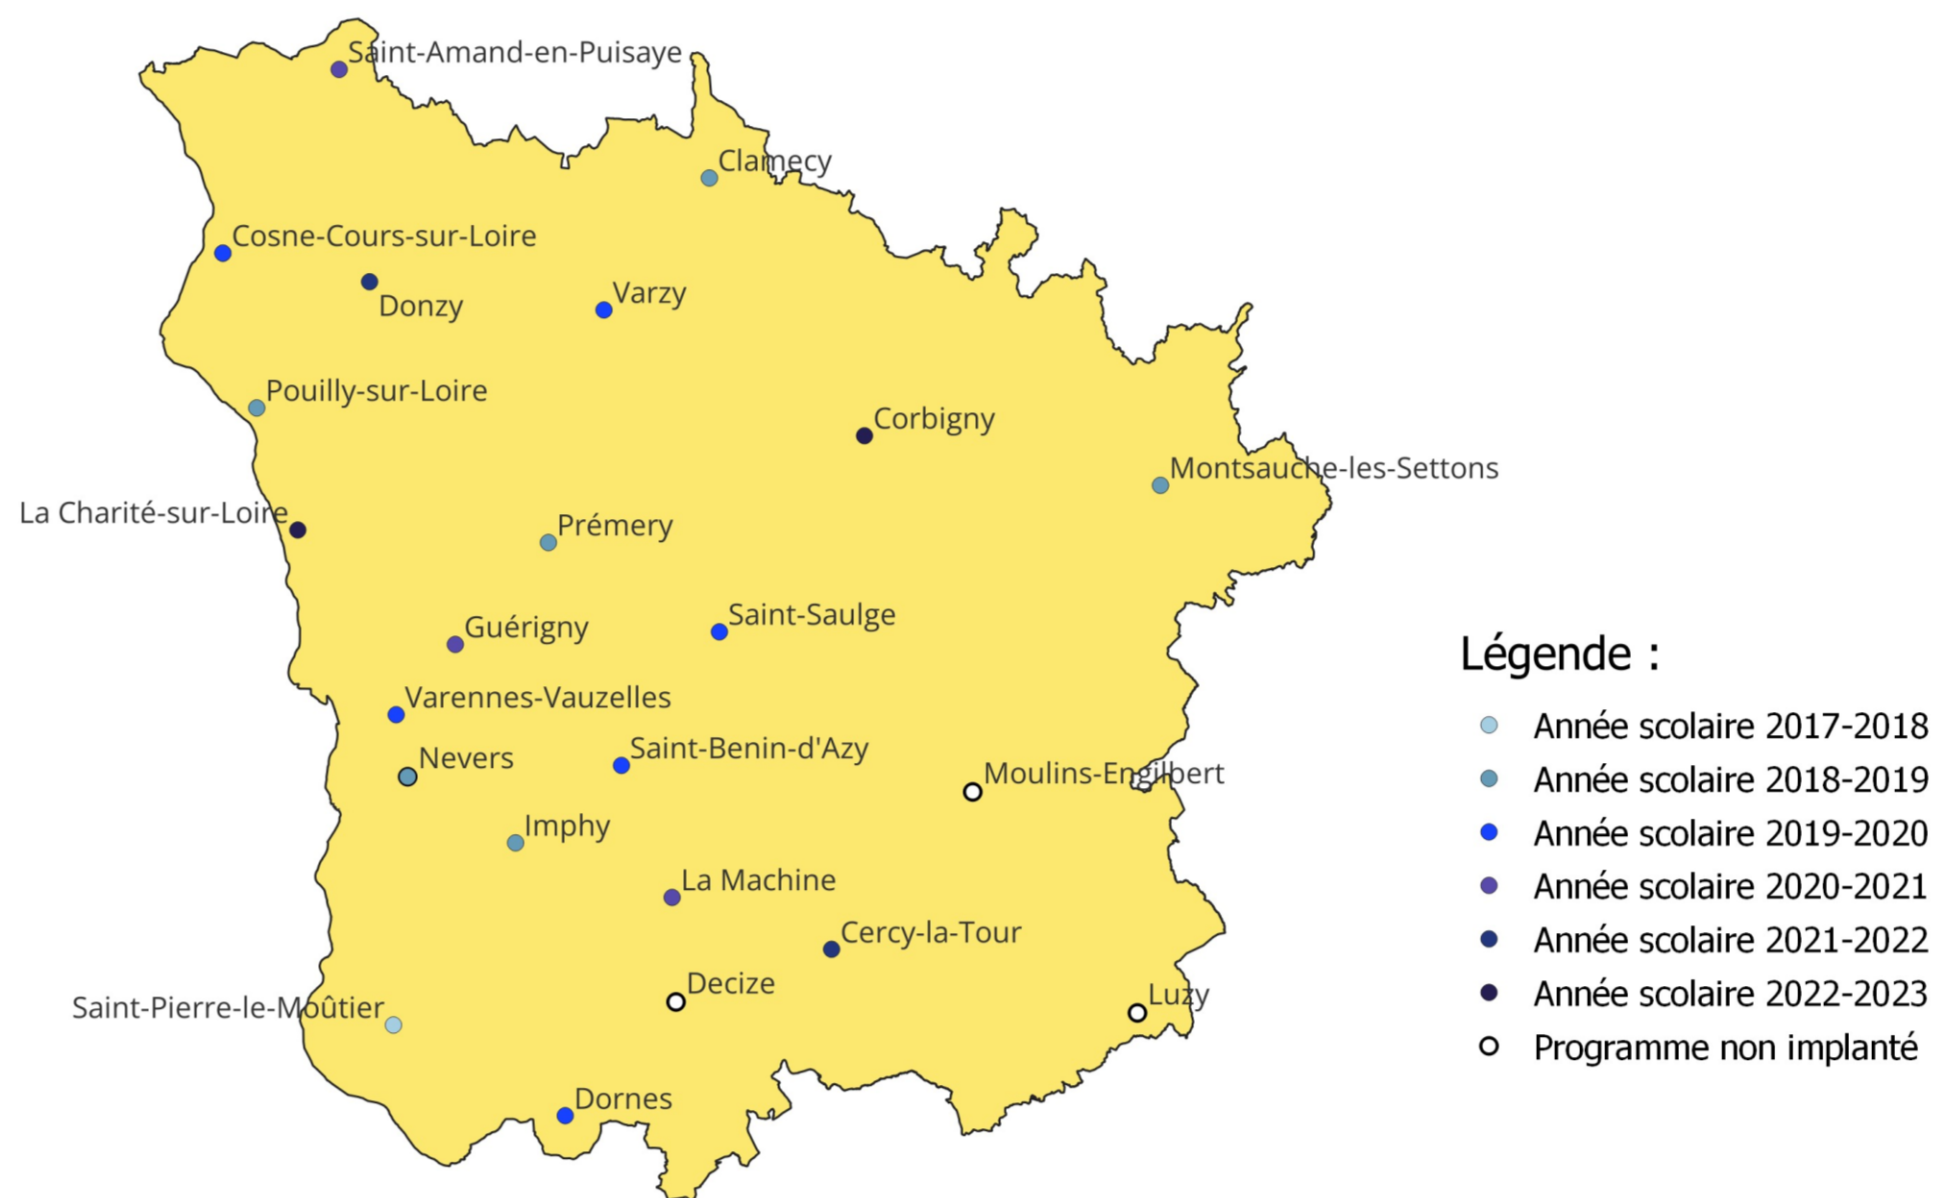 Saint-Amand-en-Puisaye
Clamecy
Cosne-Cours-sur-Loire
Donzy
Varzy
Pouilly-sur-Loire
Corbigny
Montsauche-les-Settons
La Charité-sur-Loire
Prémery
Saint-Saulge
Guérigny
Varennes-Vauzelles
Saint-Benin-d'Azy
Nevers
Moulins-Engilbert
Imphy
La Machine
Cercy-la-Tour
Decize
Luzy
Saint-Pierre-le-Moûtier
Dornes
Légende :
Année scolaire 2017-2018
Année scolaire 2018-2019
Année scolaire 2019-2020
Année scolaire 2020-2021
Année scolaire 2021-2022
Année scolaire 2022-2023
Programme non implanté